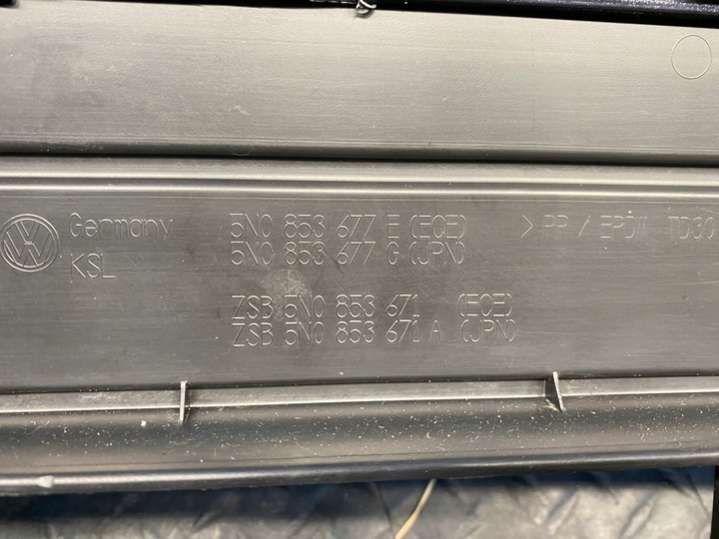 Germany
KSL
5N0 853 677 E (ECE)
5N0 853 677 G (JPN)
ZSB 5N0 853 671 (ECE)
ZSB 5N0 853 671 A (JPN)
> PP / EPDM TD30